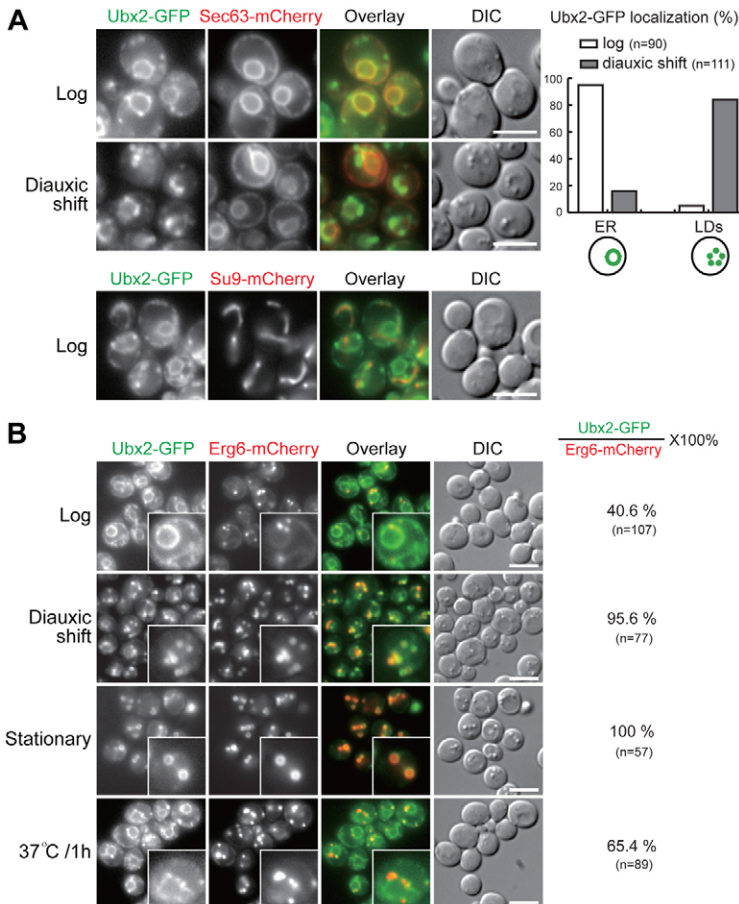 A
Ubx2-GFP Sec63-mCherry Overlay DIC
Log
Diauxic shift
Ubx2-GFP localization (%)
log (n=90)
diauxic shift (n=111)
100
80
60
40
20
0
ER LDs
Ubx2-GFP Su9-mCherry Overlay DIC
Log
B
Ubx2-GFP Erg6-mCherry Overlay DIC
Ubx2-GFP
Erg6-mCherry X100%
Log
40.6 %
(n=107)
Diauxic shift
95.6 %
(n=77)
Stationary
100 %
(n=57)
37°C /1h
65.4 %
(n=89)